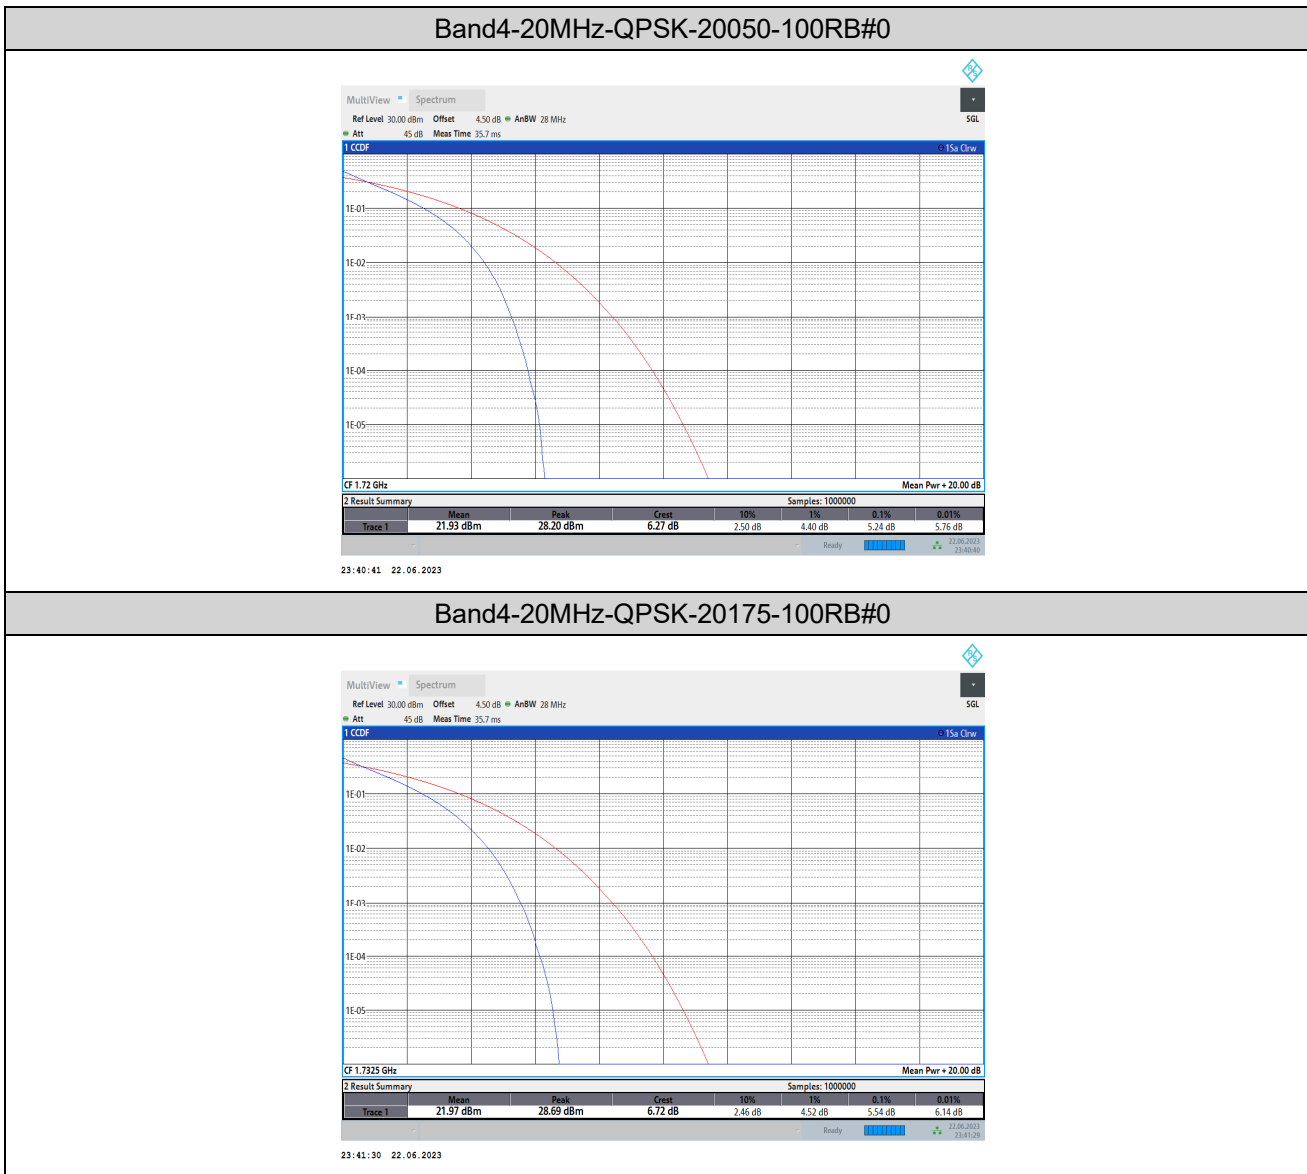 Band4-20MHz-QPSK-20050-100RB#0
R S
MultiView Spectrum
Ref Level 30.00 dBm Offset 4.50 dB AnBW 28 MHz SGL
Att 45 dB Meas Time 35.7 ms
1 CCDF 1Sa Clrw
1E-01
1E-02
1E-03
1E-04
1E-05
CF 1.72 GHz Mean Pwr + 20.00 dB
2 Result Summary Samples: 1000000
Mean Peak Crest 10% 1% 0.1% 0.01%
Trace 1 21.93 dBm 28.20 dBm 6.27 dB 2.50 dB 4.40 dB 5.24 dB 5.76 dB
Ready 22.06.2023
23:40:40
23:40:41 22.06.2023
Band4-20MHz-QPSK-20175-100RB#0
R S
MultiView Spectrum
Ref Level 30.00 dBm Offset 4.50 dB AnBW 28 MHz SGL
Att 45 dB Meas Time 35.7 ms
1 CCDF 1Sa Clrw
1E-01
1E-02
1E-03
1E-04
1E-05
CF 1.7325 GHz Mean Pwr + 20.00 dB
2 Result Summary Samples: 1000000
Mean Peak Crest 10% 1% 0.1% 0.01%
Trace 1 21.97 dBm 28.69 dBm 6.72 dB 2.46 dB 4.52 dB 5.54 dB 6.14 dB
Ready 22.06.2023
23:41:29
23:41:30 22.06.2023